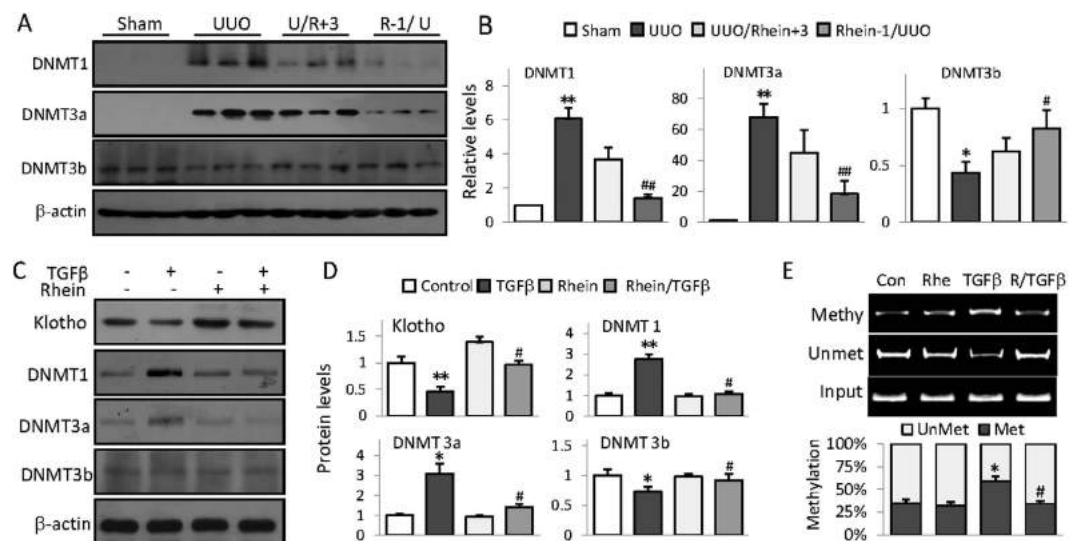 A
Sham UUO U/R+3 R-1/ U
DNMT1
DNMT3a
DNMT3b
β-actin
B
Sham UUO UUO/Rhein+3 Rhein-1/UUO
Relative levels
DNMT1
8
6
4
2
0
**
##
DNMT3a
80
60
40
20
0
**
##
DNMT3b
1
0.5
0
*
#
C
TGFβ - + - +
Rhein - - + +
Klotho
DNMT1
DNMT3a
DNMT3b
β-actin
D
Control TGFβ Rhein Rhein/TGFβ
Protein levels
Klotho
1.5
1
0.5
0
**
#
DNMT 1
4
3
2
1
0
**
#
DNMT 3a
4
3
2
1
0
*
#
DNMT 3b
1.5
1
0.5
0
*
#
E
Con Rhe TGFβ R/TGFβ
Methy
Unmet
Input
UnMet Met
Methylation
100%
75%
50%
25%
0%
*
#